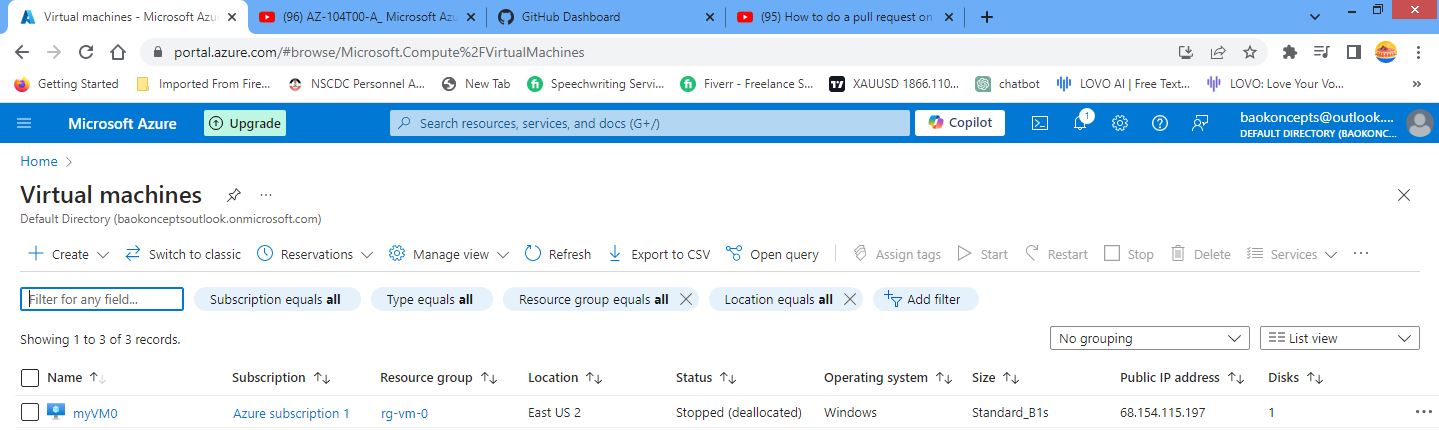 Virtual machines - Microsoft Azu
(96) AZ-104T00-A_ Microsoft Azu
GitHub Dashboard
(95) How to do a pull request on
portal.azure.com/#browse/Microsoft.Compute%2FVirtualMachines
Getting Started Imported From Fire... NSCDC Personnel A... New Tab Speechwriting Servi... Fiverr - Freelance S... XAUUSD 1866.110... chatbot LOVO AI | Free Text... LOVO: Love Your Vo... »
Microsoft Azure Upgrade Search resources, services, and docs (G+/) Copilot 1 baokoncepts@outlook....
DEFAULT DIRECTORY (BAOKONC...
Home >
Virtual machines ...
Default Directory (baokonceptsoutlook.onmicrosoft.com)
Create Switch to classic Reservations Manage view Refresh Export to CSV Open query Assign tags Start Restart Stop Delete Services ...
Filter for any field... Subscription equals all Type equals all Resource group equals all Location equals all Add filter
Showing 1 to 3 of 3 records. No grouping List view
Name Subscription Resource group Location Status Operating system Size Public IP address Disks
myVM0 Azure subscription 1 rg-vm-0 East US 2 Stopped (deallocated) Windows Standard_B1s 68.154.115.197 1 ...